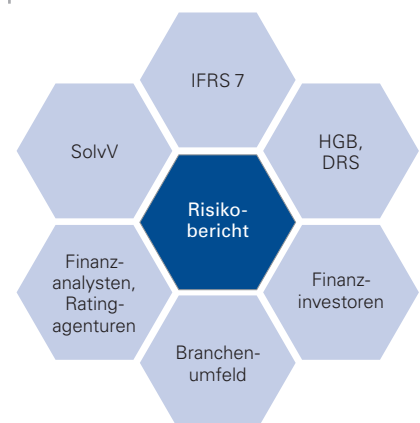 IFRS 7
SolvV
HGB,
DRS
Risiko-
bericht
Finanz-
analysten,
Rating-
agenturen
Finanz-
investoren
Branchen-
umfeld